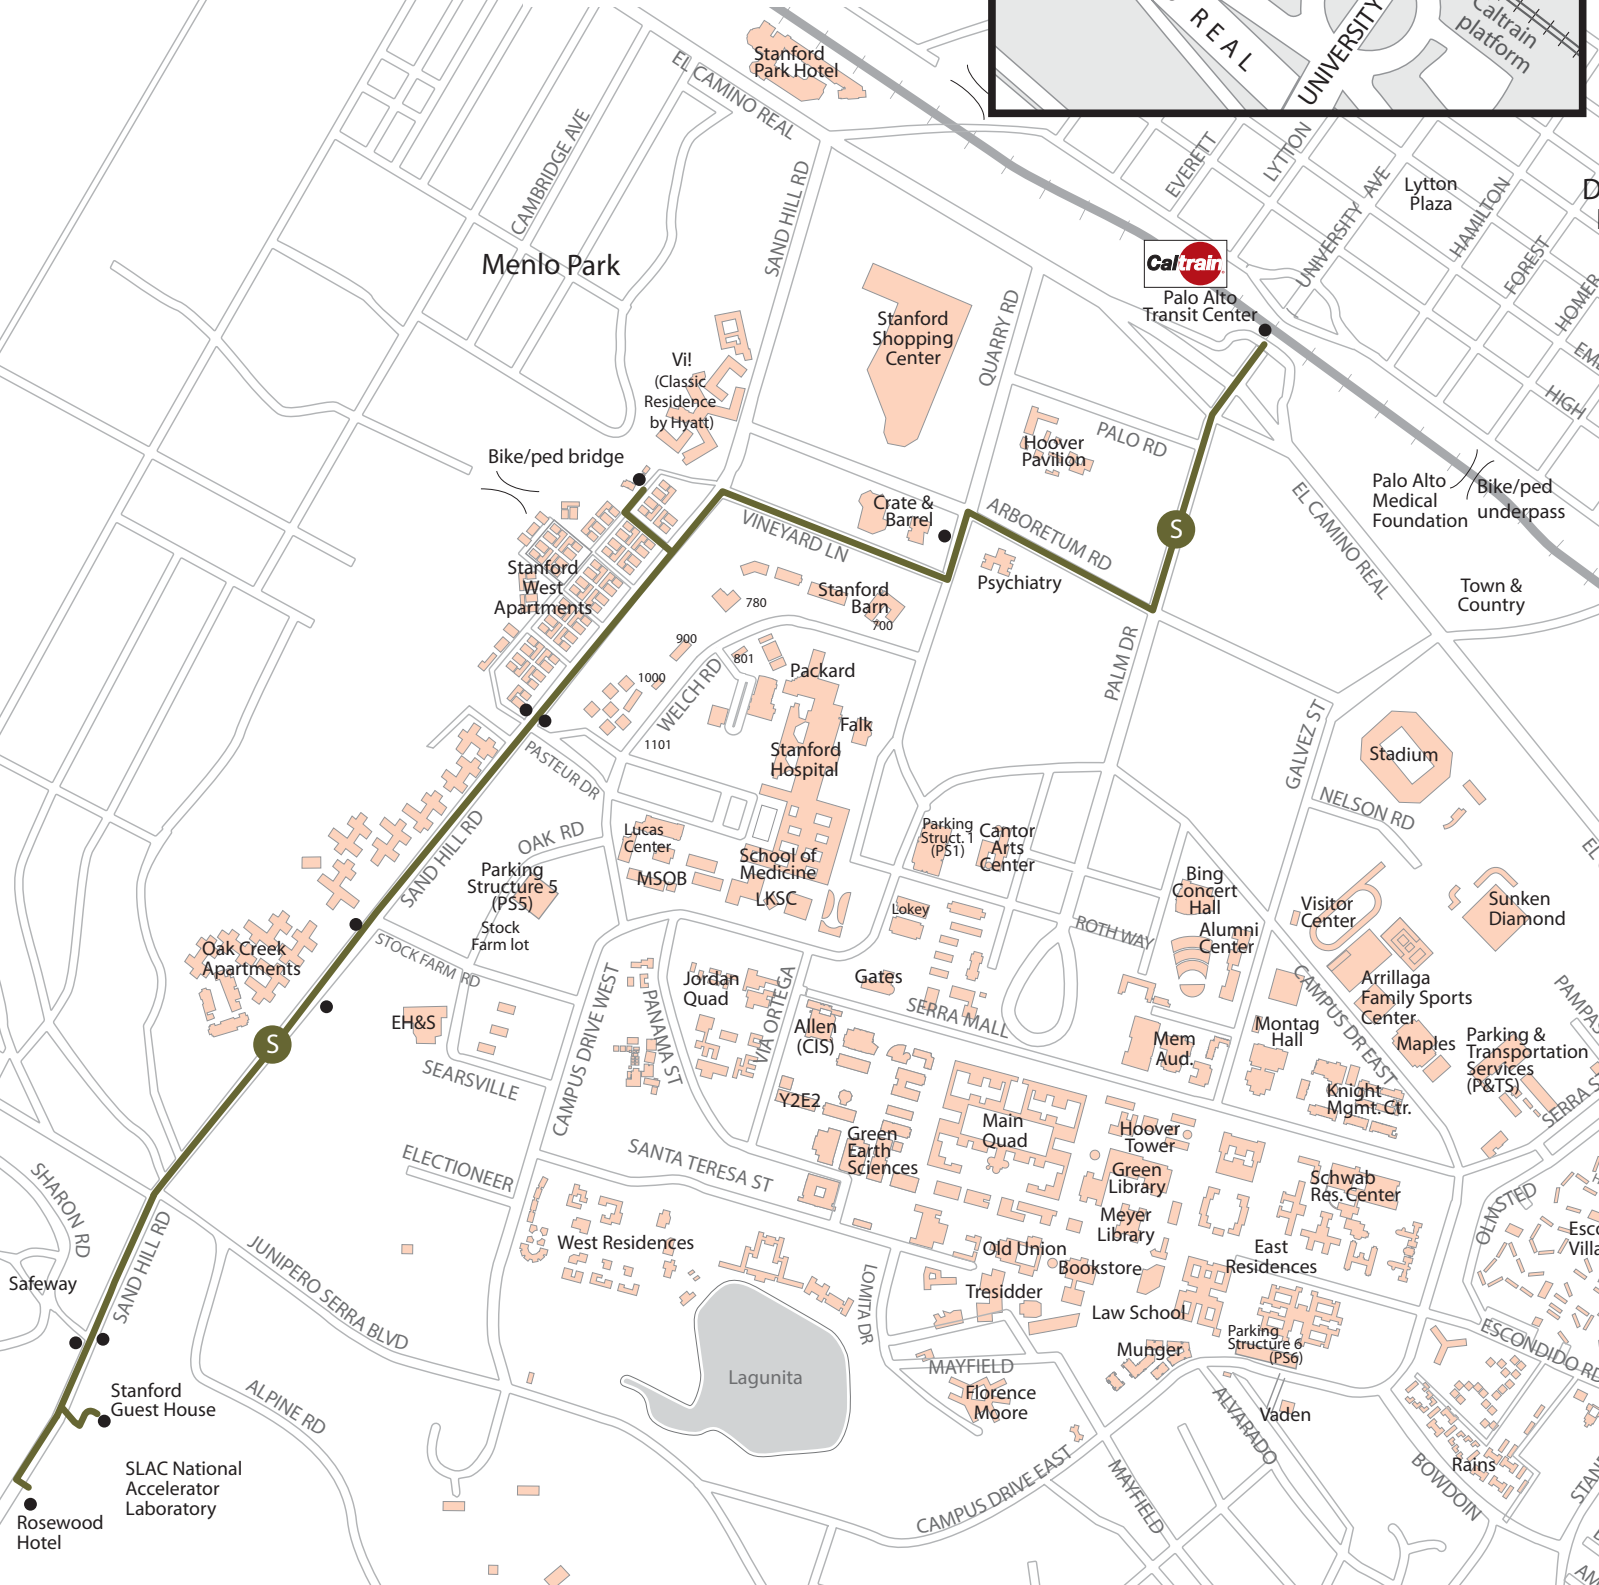 REAL
UNIVERSITY
Caltrain
platform
Stanford
Park Hotel
EL CAMINO REAL
CAMBRIDGE AVE
SAND HILL RD
Menlo Park
EVERETT
LYTTON
UNIVERSITY AVE
Lytton
Plaza
HAMILTON
FOREST
HOMER
HIGH
D
Caltrain
Palo Alto
Transit Center
Stanford
Shopping
Center
QUARRY RD
Vi!
(Classic
Residence
by Hyatt)
PALO RD
Hoover
Pavilion
Bike/ped bridge
Crate &
Barrel
ARBORETUM RD
VINEYARD LN
S
EL CAMINO REAL
Palo Alto
Medical
Foundation
Bike/ped
underpass
Psychiatry
Stanford
West
Apartments
Town &
Country
780
Stanford
Barn
700
900
801
1000
WELCH RD
1101
Packard
Falk
Stanford
Hospital
PALM DR
GALVEZ ST
Stadium
NELSON RD
PASTEUR DR
SAND HILL RD
OAK RD
Lucas
Center
MSOB
School of
Medicine
LKSC
Parking
Struct. 1
(PS1)
Cantor
Arts
Center
Parking
Structure 5
(PS5)
Stock
Farm lot
STOCK FARM RD
Lokey
Bing
Concert
Hall
Alumni
Center
ROTH WAY
Visitor
Center
Sunken
Diamond
EL
Oak Creek
Apartments
EH&S
S
Jordan
Quad
Gates
SERRA MALL
Arrillaga
Family Sports
Center
Maples
CAMPUS DR EAST
PAMPAS
CAMPUS DRIVE WEST
PANAMA ST
VIA ORTEGA
Allen
(CIS)
Mem
Aud.
Montag
Hall
Parking &
Transportation
Services
(P&TS)
Knight
Mgmt. Ctr.
SERRA S
SEARSVILLE
Y2E2
Green
Earth
Sciences
Main
Quad
Hoover
Tower
Green
Library
Meyer
Library
Schwab
Res. Center
OLMSTED
ELECTIONEER
SANTA TERESA ST
SHARON RD
SAND HILL RD
JUNIPERO SERRA BLVD
West Residences
Old Union
Bookstore
East
Residences
Esco
Villa
Safeway
LOMITA DR
Tresidder
Law School
Parking
Structure 6
(PS6)
ESCONDIDO RD
Munger
MAYFIELD
Florence
Moore
Lagunita
Stanford
Guest House
ALPINE RD
ALVARADO
Vaden
Rains
BOWDOIN
STAN
SLAC National
Accelerator
Laboratory
Rosewood
Hotel
CAMPUS DRIVE EAST
MAYFIELD